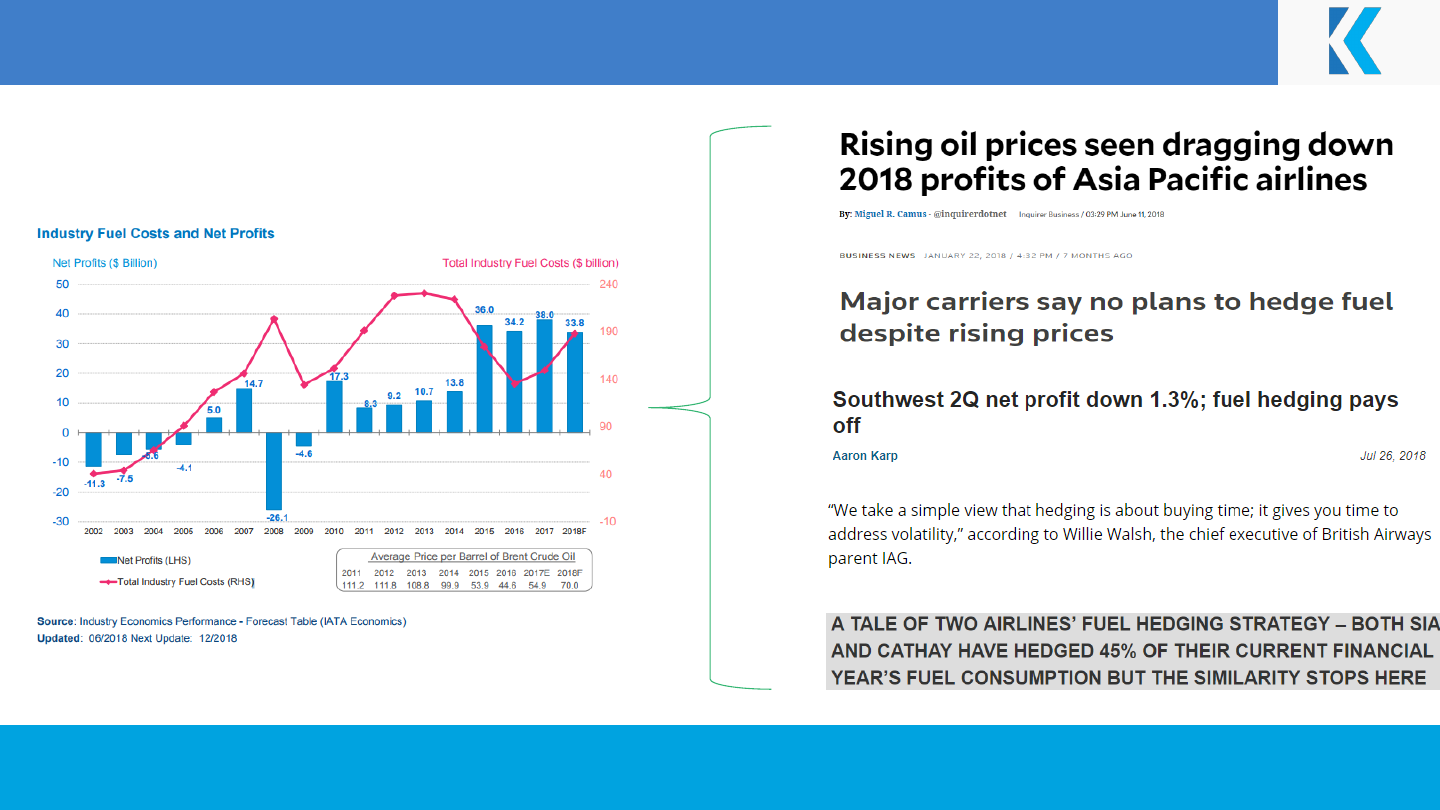 Rising oil prices seen dragging down
2018 profits of Asia Pacific airlines
By: Miguel R. Camus - @inquirerdotnet Inquirer Business / 03:29 PM June 11, 2018
BUSINESS NEWS JANUARY 22, 2018 / 4:32 PM / 7 MONTHS AGO
Major carriers say no plans to hedge fuel
despite rising prices
Southwest 2Q net profit down 1.3%; fuel hedging pays
off
Aaron Karp Jul 26, 2018
“We take a simple view that hedging is about buying time; it gives you time to
address volatility,” according to Willie Walsh, the chief executive of British Airways
parent IAG.
A TALE OF TWO AIRLINES’ FUEL HEDGING STRATEGY – BOTH SIA
AND CATHAY HAVE HEDGED 45% OF THEIR CURRENT FINANCIAL
YEAR’S FUEL CONSUMPTION BUT THE SIMILARITY STOPS HERE
Industry Fuel Costs and Net Profits
Net Profits ($ Billion) Total Industry Fuel Costs ($ billion)
50 240
40 190
30
20 140
10
0 90
-10
-20 40
-30 -10
-11.3 -7.5 -5.6 -4.1 5.0 14.7 -26.1 -4.6 17.3 8.3 9.2 10.7 13.8 36.0 34.2 38.0 33.8
2002 2003 2004 2005 2006 2007 2008 2009 2010 2011 2012 2013 2014 2015 2016 2017 2018F
Net Profits (LHS)
Total Industry Fuel Costs (RHS)
Average Price per Barrel of Brent Crude Oil
2011 2012 2013 2014 2015 2016 2017E 2018F
111.2 111.8 108.8 99.9 53.9 44.6 54.9 70.0
Source: Industry Economics Performance - Forecast Table (IATA Economics)
Updated: 06/2018 Next Update: 12/2018